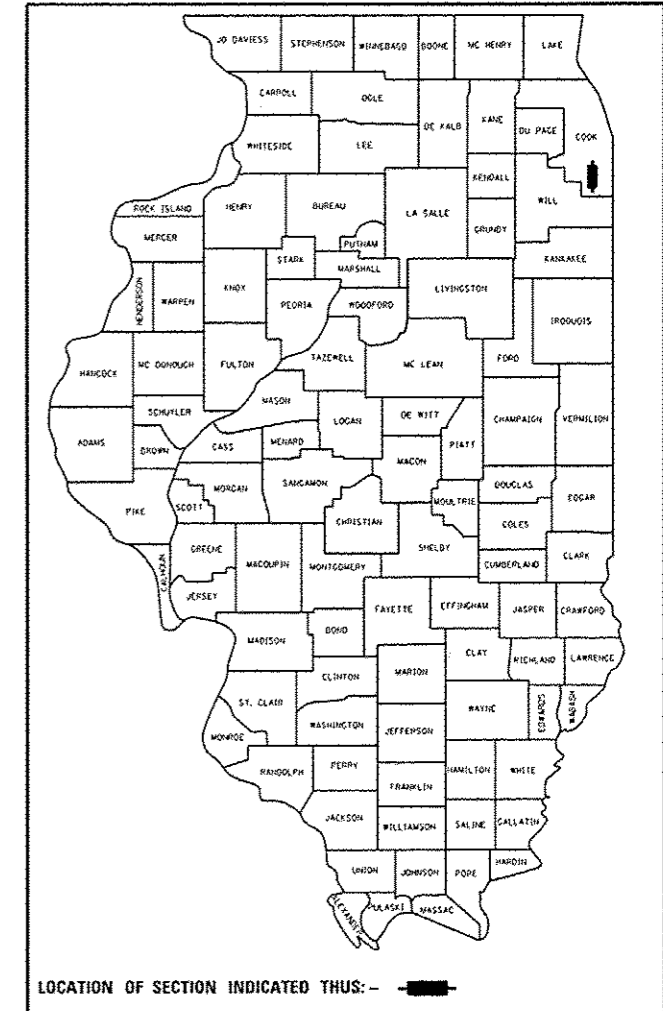 JO DAVIESS
STEPHENSON
WINNEBAGO
BOONE
MC HENRY
LAKE
CARROLL
OGLE
DE KALB
KANE
DU PAGE
COOK
WHITESIDE
LEE
KENDALL
WILL
ROCK ISLAND
HENRY
BUREAU
LA SALLE
GRUNDY
MERCER
PUTNAM
KANKAKEE
STARK
MARSHALL
HENDERSON
WARREN
KNOX
PEORIA
WOODFORD
LIVINGSTON
IROQUOIS
HANCOCK
MC DONOUGH
FULTON
TAZEWELL
MC LEAN
FORD
MASON
SCHUYLER
LOGAN
DE WITT
CHAMPAIGN
VERMILION
ADAMS
BROWN
CASS
MENARD
PIATT
MACON
PIKE
SCOTT
MORGAN
SANGAMON
CHRISTIAN
MOULTRIE
DOUGLAS
EDGAR
COLES
CALHOUN
GREENE
MACOUPIN
MONTGOMERY
SHELBY
CUMBERLAND
CLARK
JERSEY
FAYETTE
EFFINGHAM
JASPER
CRAWFORD
MADISON
BOND
CLAY
RICHLAND
LAWRENCE
CLINTON
MARION
ST. CLAIR
WAYNE
EDWARDS
WABASH
MONROE
WASHINGTON
JEFFERSON
RANDOLPH
PERRY
HAMILTON
WHITE
FRANKLIN
JACKSON
WILLIAMSON
SALINE
GALLATIN
UNION
JOHNSON
POPE
HARDIN
ALEXANDER
PULASKI
MASSAC
LOCATION OF SECTION INDICATED THUS: -